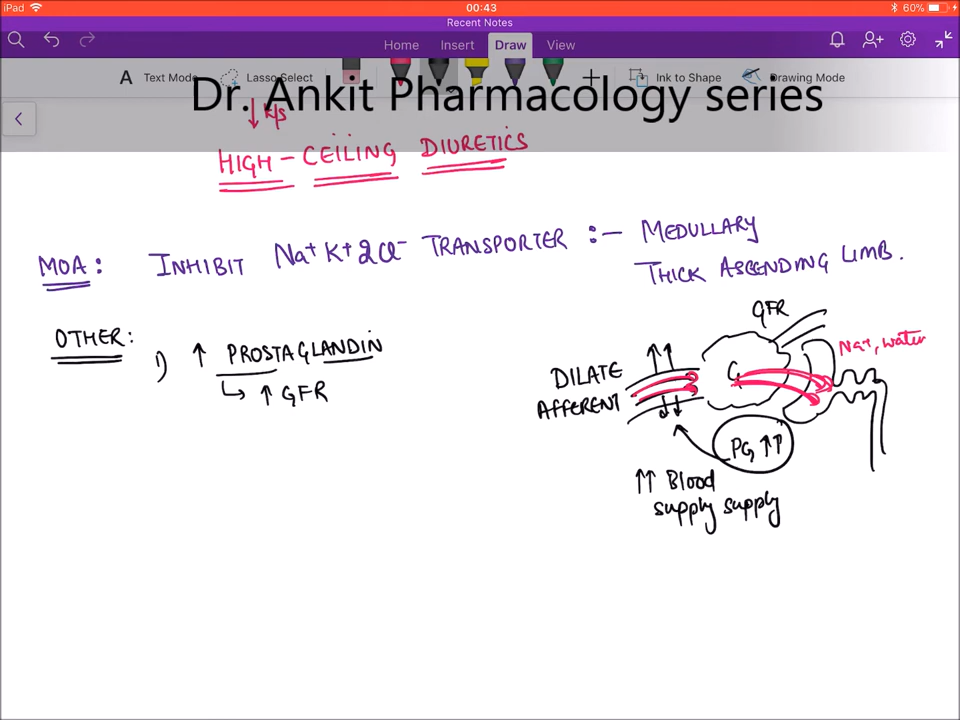 iPad
00:43
60%
Recent Notes
Home Insert Draw View
A Text Mode Lasso Select Ink to Shape Drawing Mode
Dr. Ankit Pharmacology series
↓ K/s
HIGH-CEILING DIURETICS
MOA: INHIBIT Na+ K+ 2Cl- TRANSPORTER :- MEDULLARY
THICK ASCENDING LIMB.
OTHER:
1) ↑ PROSTAGLANDIN
↳ ↑ GFR
GFR
Na+, water
DILATE
AFFERENT
↑↑
G
↓↓
PG ↑↑
↑↑ Blood
supply supply